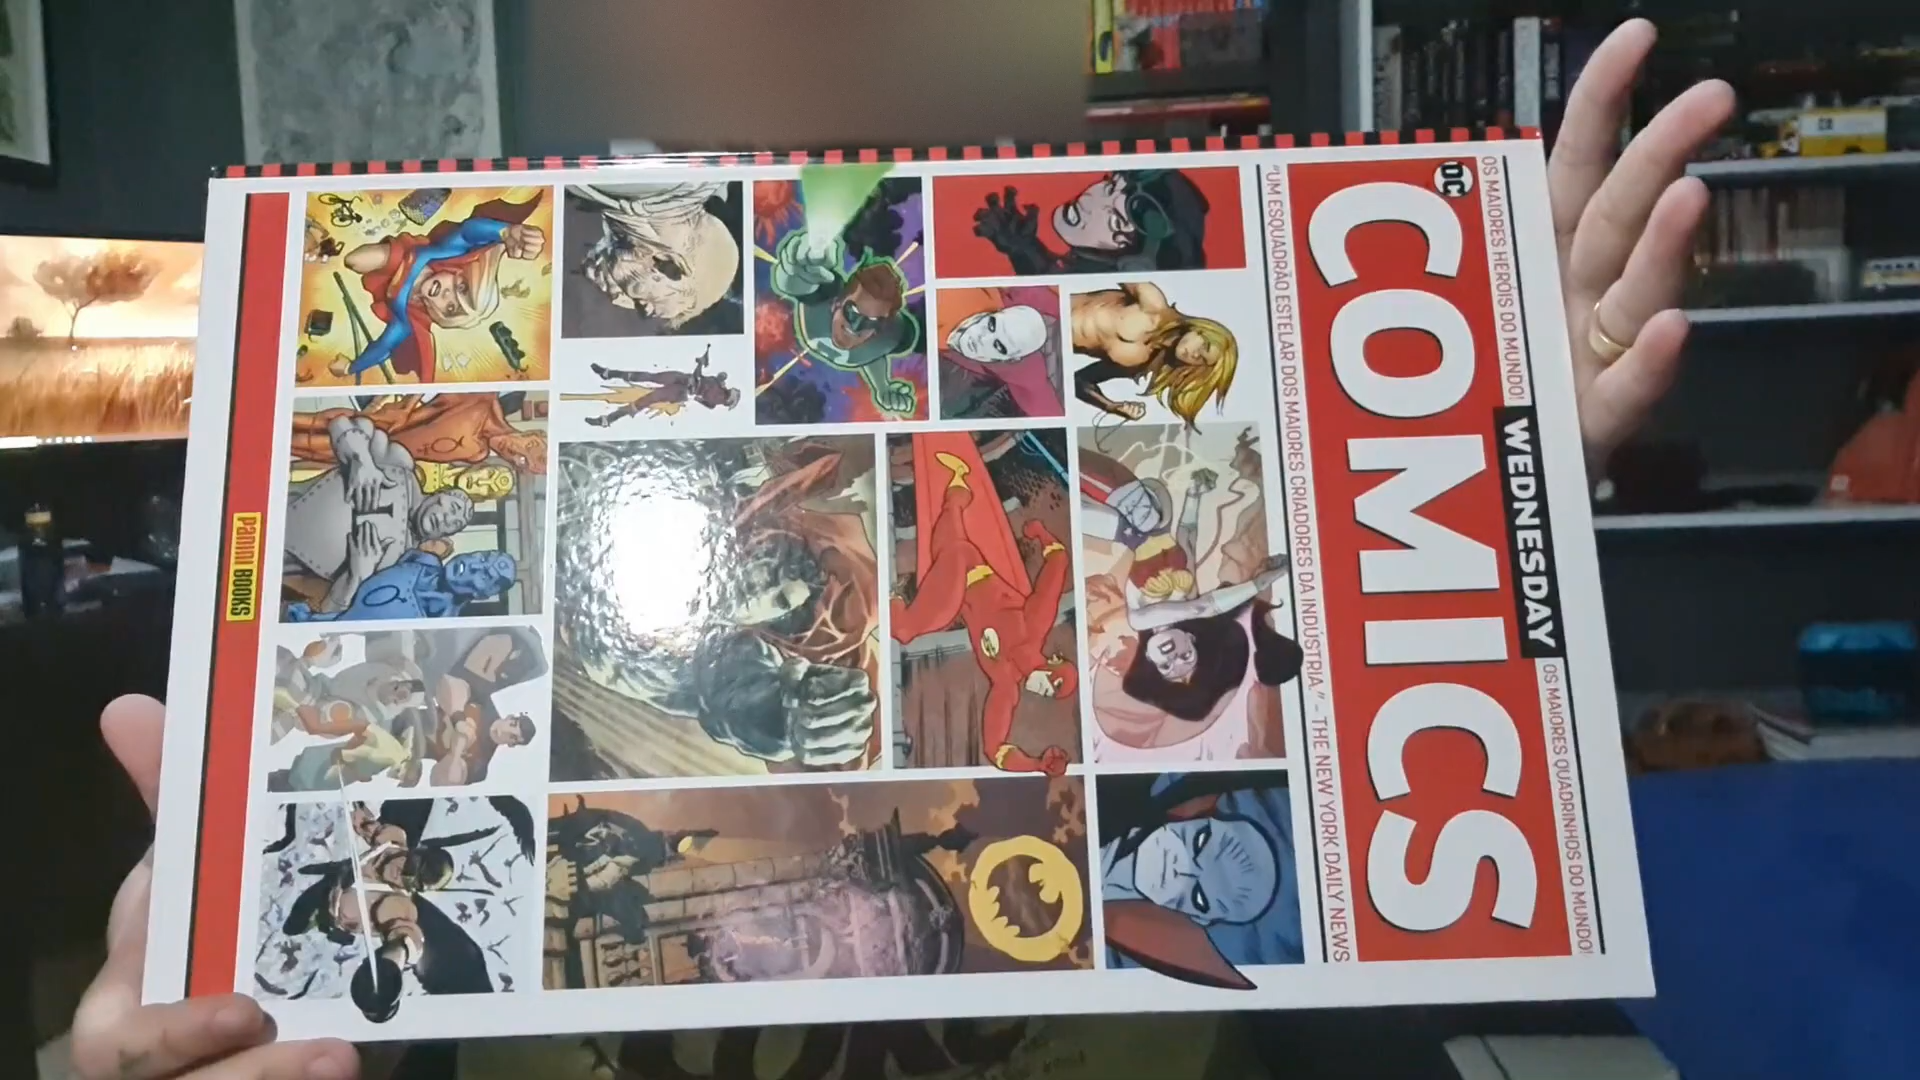 OS MAIORES HERÓIS DO MUNDO!
WEDNESDAY
OS MAIORES QUADRINHOS DO MUNDO!
DC
COMICS
"UM ESQUADRÃO ESTELAR DOS MAIORES CRIADORES DA INDÚSTRIA." - THE NEW YORK DAILY NEWS
PANINI BOOKS